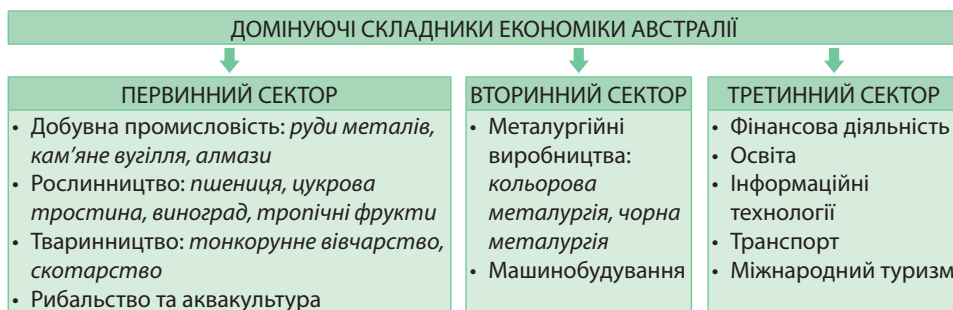 ДОМІНУЮЧІ СКЛАДНИКИ ЕКОНОМІКИ АВСТРАЛІЇ
ПЕРВИННИЙ СЕКТОР
• Добувна промисловість: руди металів,
кам’яне вугілля, алмази
• Рослинництво: пшениця, цукрова
тростина, виноград, тропічні фрукти
• Тваринництво: тонкорунне вівчарство,
скотарство
• Рибальство та аквакультура
ВТОРИННИЙ СЕКТОР
• Металургійні
виробництва:
кольорова
металургія, чорна
металургія
• Машинобудування
ТРЕТИННИЙ СЕКТОР
• Фінансова діяльність
• Освіта
• Інформаційні
технології
• Транспорт
• Міжнародний туризм